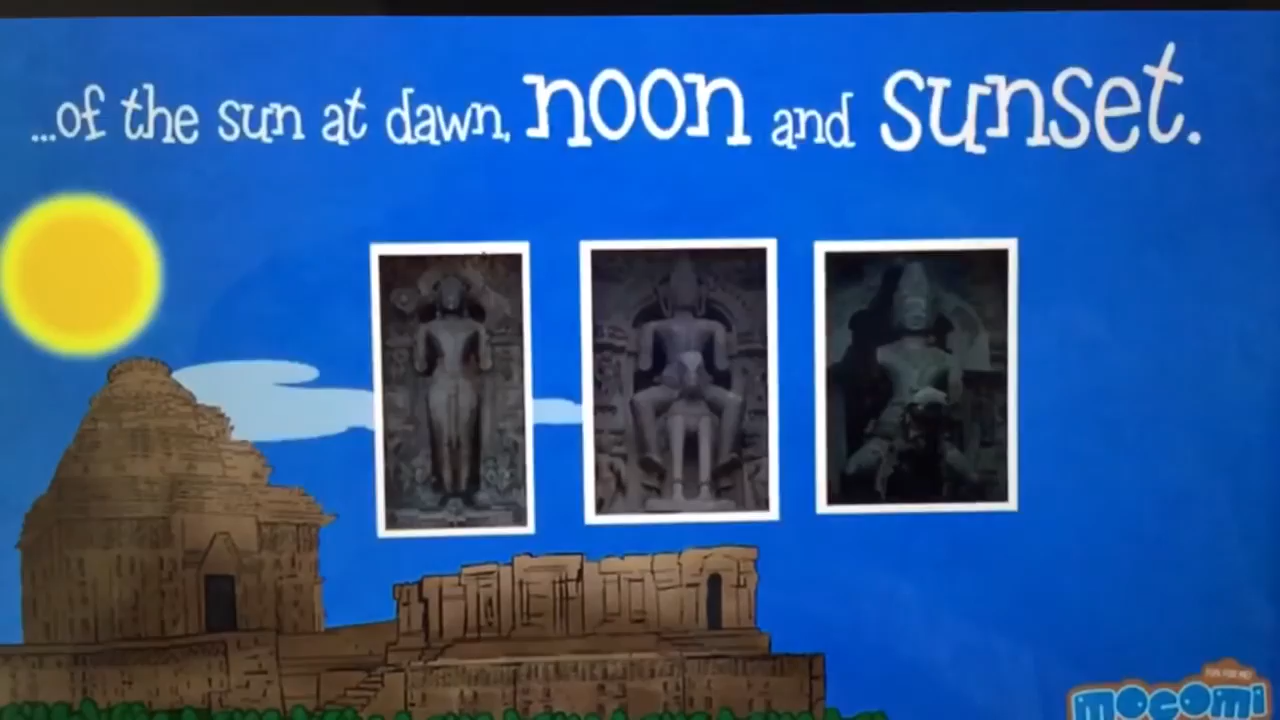 ...of the sun at dawn, noon and sunset.
mocomi